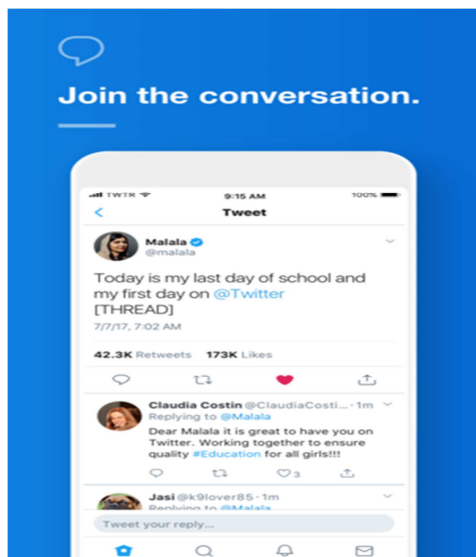 Join the conversation.
TWTR
9:15 AM
100%
Tweet
Malala
@malala
Today is my last day of school and
my first day on @Twitter
[THREAD]
7/7/17, 7:02 AM
42.3K Retweets 173K Likes
Claudia Costin @ClaudiaCosti... · 1m
Replying to @Malala
Dear Malala it is great to have you on
Twitter. Working together to ensure
quality #Education for all girls!!!
3
Jasi @k9lover85 · 1m
Replying to @Malala
Tweet your reply...